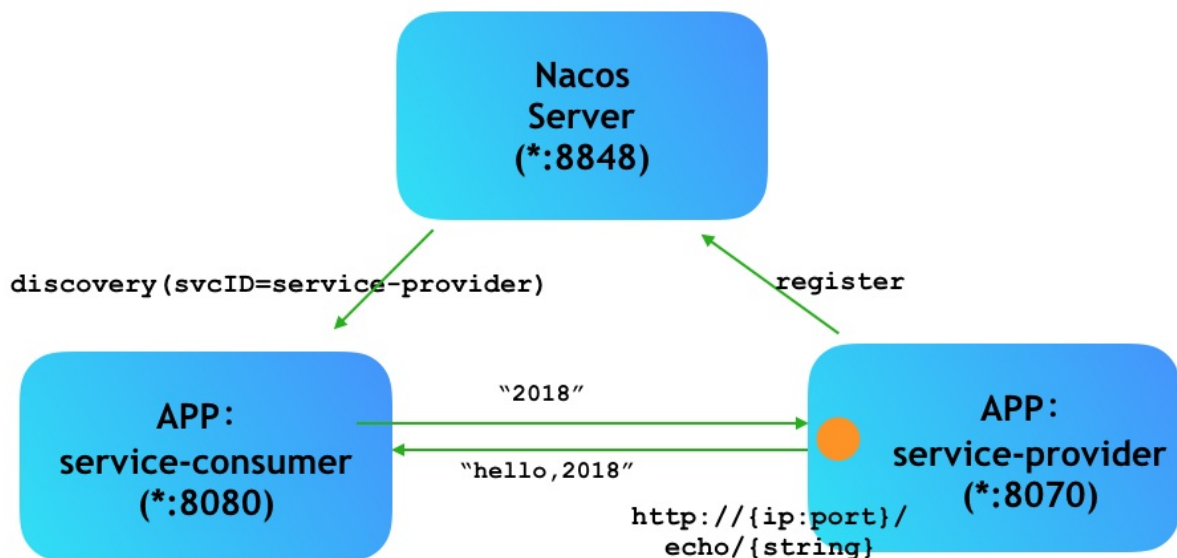 Nacos
Server
(*:8848)
discovery(svcID=service-provider)
register
APP:
service-consumer
(*:8080)
“2018”
“hello,2018”
APP:
service-provider
(*:8070)
http://{ip:port}/
echo/{string}